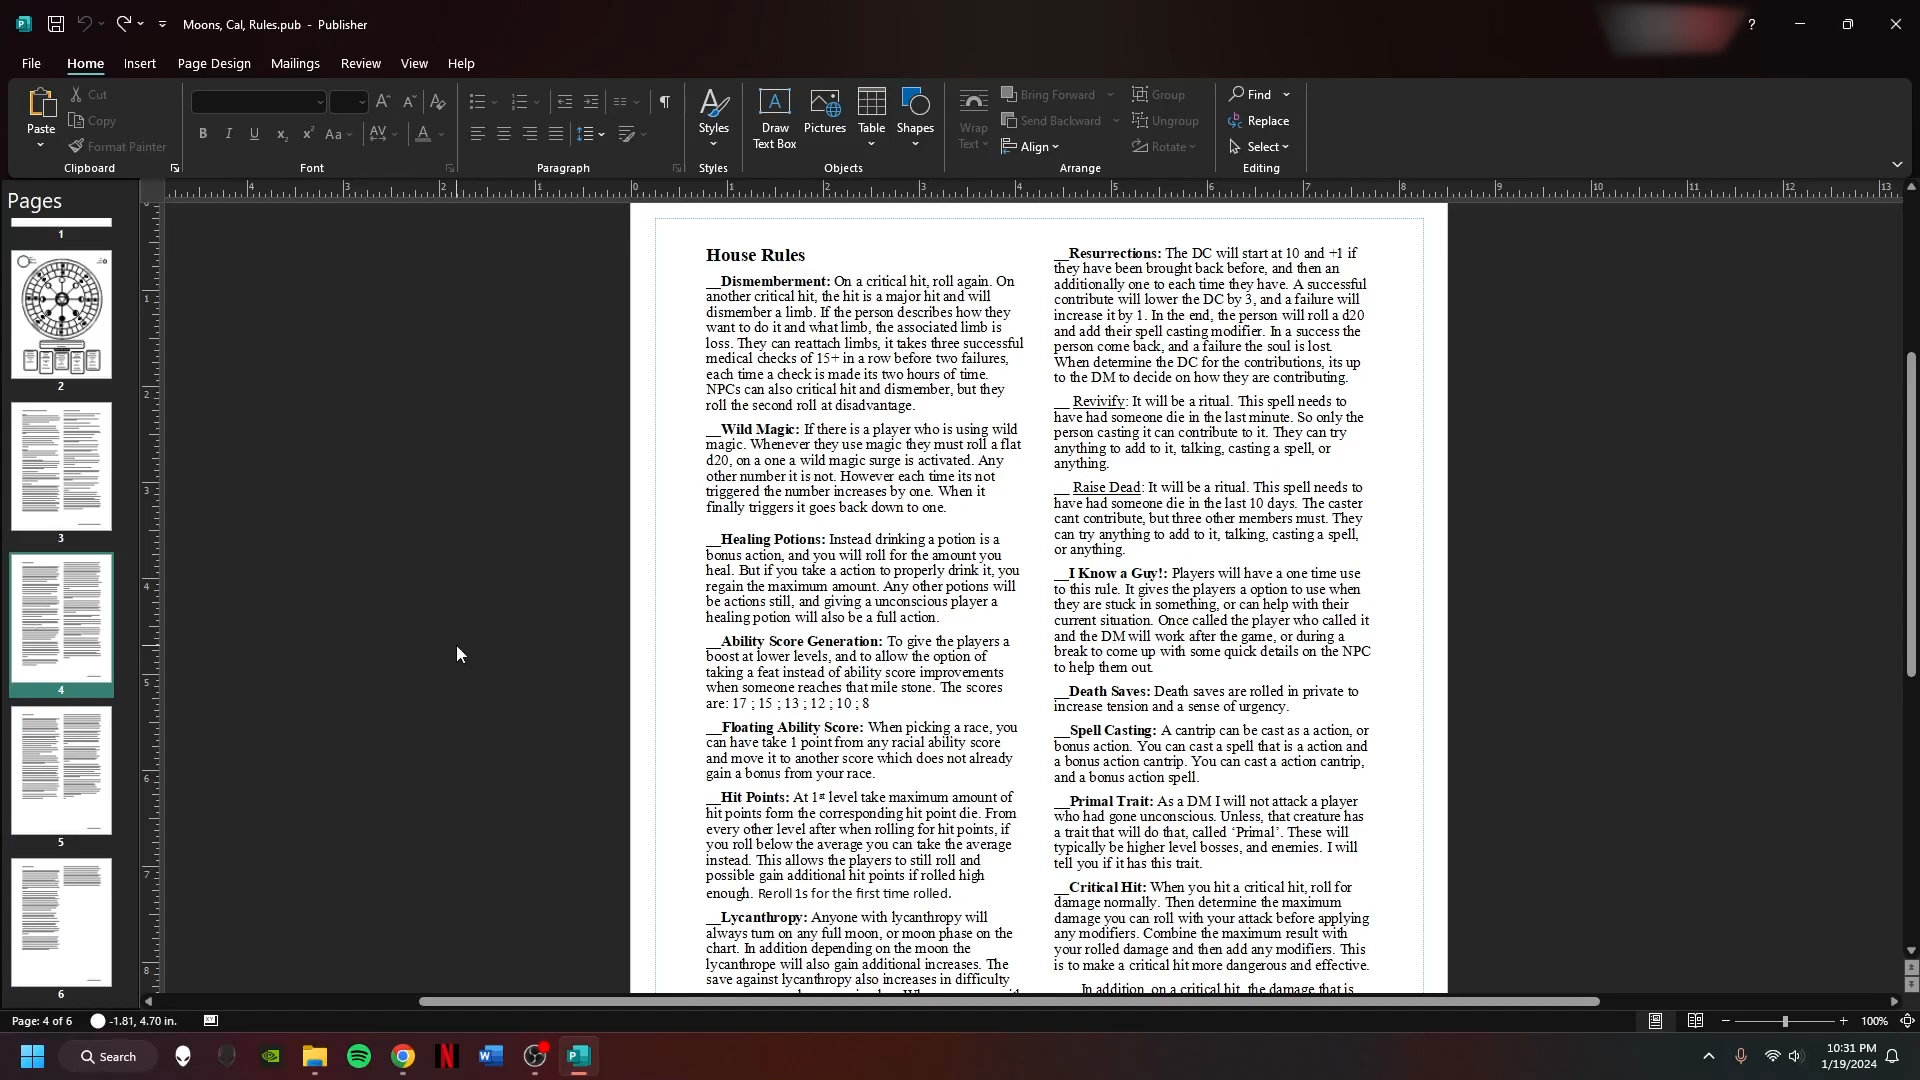 Moons, Cal, Rules.pub - Publisher
?
File Home Insert Page Design Mailings Review View Help
Paste
Cut
Copy
Format Painter
Clipboard
Font
Paragraph
Styles
Styles
Draw
Text Box
Pictures
Table
Shapes
Objects
Wrap
Text
Bring Forward
Send Backward
Align
Group
Ungroup
Rotate
Arrange
Find
Replace
Select
Editing
Pages
1
2
3
4
5
6
House Rules
__Dismemberment: On a critical hit, roll again. On
another critical hit, the hit is a major hit and will
dismember a limb. If the person describes how they
want to do it and what limb, the associated limb is
loss. They can reattach limbs, it takes three successful
medical checks of 15+ in a row before two failures,
each time a check is made its two hours of time.
NPCs can also critical hit and dismember, but they
roll the second roll at disadvantage.
__Wild Magic: If there is a player who is using wild
magic. Whenever they use magic they must roll a flat
d20, on a one a wild magic surge is activated. Any
other number it is not. However each time its not
triggered the number increases by one. When it
finally triggers it goes back down to one.
__Healing Potions: Instead drinking a potion is a
bonus action, and you will roll for the amount you
heal. But if you take a action to properly drink it, you
regain the maximum amount. Any other potions will
be actions still, and giving a unconscious player a
healing potion will also be a full action.
__Ability Score Generation: To give the players a
boost at lower levels, and to allow the option of
taking a feat instead of ability score improvements
when someone reaches that mile stone. The scores
are: 17 ; 15 ; 13 ; 12 ; 10 ; 8
__Floating Ability Score: When picking a race, you
can have take 1 point from any racial ability score
and move it to another score which does not already
gain a bonus from your race.
__Hit Points: At 1st level take maximum amount of
hit points form the corresponding hit point die. From
every other level after when rolling for hit points, if
you roll below the average you can take the average
instead. This allows the players to still roll and
possible gain additional hit points if rolled high
enough. Reroll 1s for the first time rolled.
__Lycanthropy: Anyone with lycanthropy will
always turn on any full moon, or moon phase on the
chart. In addition depending on the moon the
lycanthrope will also gain additional increases. The
save against lycanthropy also increases in difficulty
__Resurrections: The DC will start at 10 and +1 if
they have been brought back before, and then an
additionally one to each time they have. A successful
contribute will lower the DC by 3, and a failure will
increase it by 1. In the end, the person will roll a d20
and add their spell casting modifier. In a success the
person come back, and a failure the soul is lost.
When determine the DC for the contributions, its up
to the DM to decide on how they are contributing.
__ Revivify: It will be a ritual. This spell needs to
have had someone die in the last minute. So only the
person casting it can contribute to it. They can try
anything to add to it, talking, casting a spell, or
anything.
__ Raise Dead: It will be a ritual. This spell needs to
have had someone die in the last 10 days. The caster
cant contribute, but three other members must. They
can try anything to add to it, talking, casting a spell,
or anything.
__I Know a Guy!: Players will have a one time use
to this rule. It gives the players a option to use when
they are stuck in something, or can help with their
current situation. Once called the player who called it
and the DM will work after the game, or during a
break to come up with some quick details on the NPC
to help them out.
__Death Saves: Death saves are rolled in private to
increase tension and a sense of urgency.
__Spell Casting: A cantrip can be cast as a action, or
bonus action. You can cast a spell that is a action and
a bonus action cantrip. You can cast a action cantrip,
and a bonus action spell.
__Primal Trait: As a DM I will not attack a player
who had gone unconscious. Unless, that creature has
a trait that will do that, called ‘Primal’. These will
typically be higher level bosses, and enemies. I will
tell you if it has this trait.
__Critical Hit: When you hit a critical hit, roll for
damage normally. Then determine the maximum
damage you can roll with your attack before applying
any modifiers. Combine the maximum result with
your rolled damage and then add any modifiers. This
is to make a critical hit more dangerous and effective.
In addition, on a critical hit, the damage that is
Page: 4 of 6 -1.81, 4.70 in.
100%
Search
10:31 PM
1/19/2024